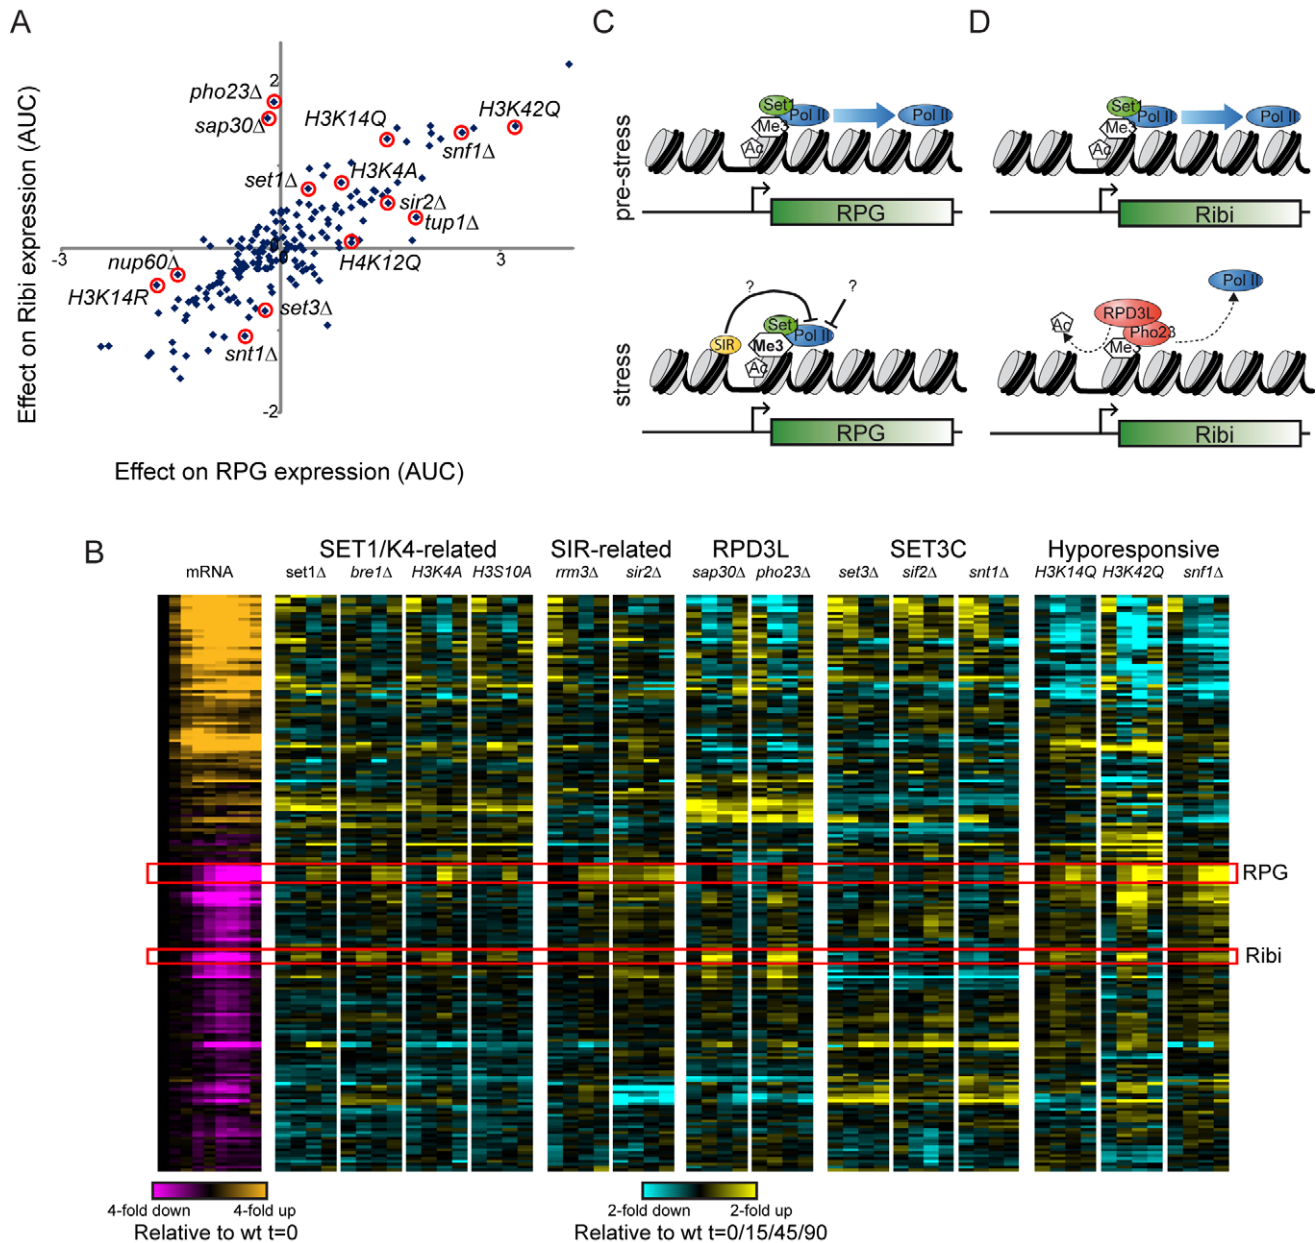 A
Effect on Ribi expression (AUC)
2
pho23Δ
sap30Δ
H3K14Q
H3K42Q
snf1Δ
set1Δ
H3K4A
sir2Δ
tup1Δ
-3
0
3
nup60Δ
H4K12Q
H3K14R
set3Δ
snt1Δ
-2
Effect on RPG expression (AUC)
C
pre-stress
Set1
Pol II
Pol II
Me3
Ac
RPG
stress
?
?
Set1
Pol II
SIR
Me3
Ac
RPG
D
Set1
Pol II
Pol II
Me3
Ac
Ribi
Pol II
RPD3L
Ac
Pho23
Me3
Ribi
B
SET1/K4-related SIR-related RPD3L SET3C Hyporesponsive
mRNA set1Δ bre1Δ H3K4A H3S10A rrm3Δ sir2Δ sap30Δ pho23Δ set3Δ sif2Δ snt1Δ H3K14Q H3K42Q snf1Δ
RPG
Ribi
4-fold down 4-fold up
Relative to wt t=0
2-fold down 2-fold up
Relative to wt t=0/15/45/90